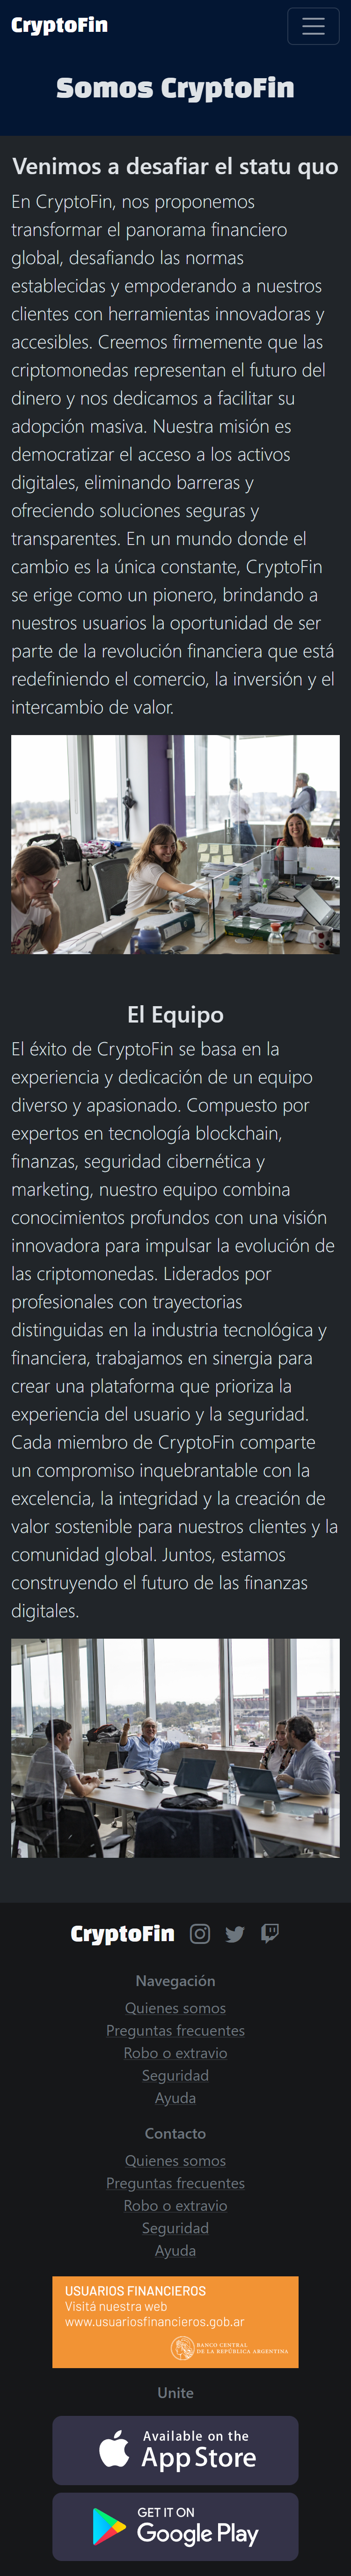 CryptoFin
Somos CryptoFin
Venimos a desafiar el statu quo
En CryptoFin, nos proponemos
transformar el panorama financiero
global, desafiando las normas
establecidas y empoderando a nuestros
clientes con herramientas innovadoras y
accesibles. Creemos firmemente que las
criptomonedas representan el futuro del
dinero y nos dedicamos a facilitar su
adopción masiva. Nuestra misión es
democratizar el acceso a los activos
digitales, eliminando barreras y
ofreciendo soluciones seguras y
transparentes. En un mundo donde el
cambio es la única constante, CryptoFin
se erige como un pionero, brindando a
nuestros usuarios la oportunidad de ser
parte de la revolución financiera que está
redefiniendo el comercio, la inversión y el
intercambio de valor.
El Equipo
El éxito de CryptoFin se basa en la
experiencia y dedicación de un equipo
diverso y apasionado. Compuesto por
expertos en tecnología blockchain,
finanzas, seguridad cibernética y
marketing, nuestro equipo combina
conocimientos profundos con una visión
innovadora para impulsar la evolución de
las criptomonedas. Liderados por
profesionales con trayectorias
distinguidas en la industria tecnológica y
financiera, trabajamos en sinergia para
crear una plataforma que prioriza la
experiencia del usuario y la seguridad.
Cada miembro de CryptoFin comparte
un compromiso inquebrantable con la
excelencia, la integridad y la creación de
valor sostenible para nuestros clientes y la
comunidad global. Juntos, estamos
construyendo el futuro de las finanzas
digitales.
CryptoFin
Navegación
Quienes somos
Preguntas frecuentes
Robo o extravio
Seguridad
Ayuda
Contacto
Quienes somos
Preguntas frecuentes
Robo o extravio
Seguridad
Ayuda
USUARIOS FINANCIEROS
Visitá nuestra web
www.usuariosfinancieros.gob.ar
BANCO CENTRAL
DE LA REPÚBLICA ARGENTINA
Unite
Available on the
App Store
GET IT ON
Google Play